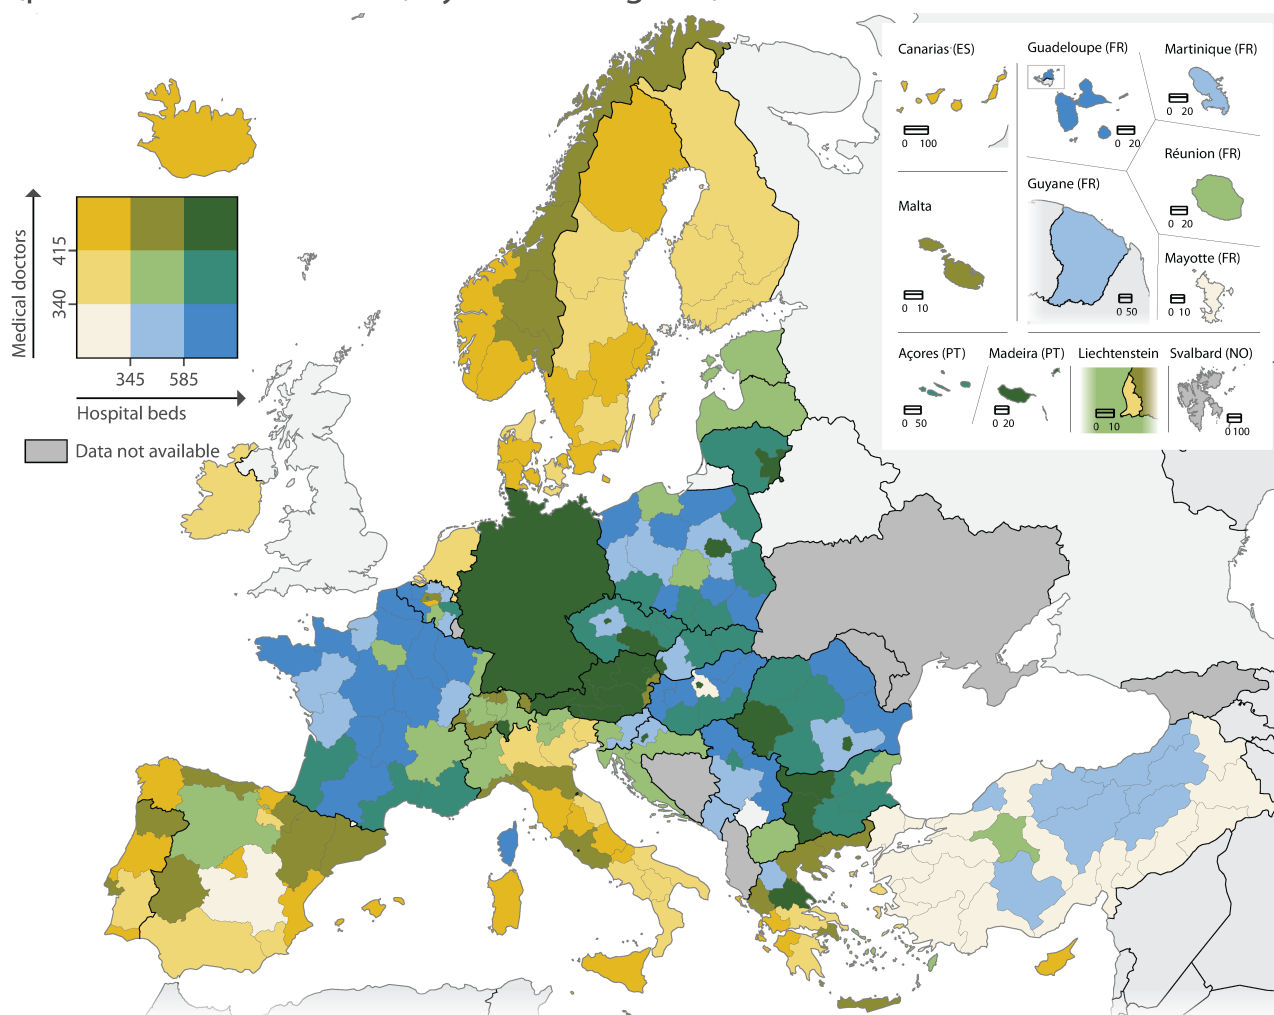 Canarias (ES)
0 100
Guadeloupe (FR)
0 20
Martinique (FR)
0 20
Réunion (FR)
0 20
Guyane (FR)
0 50
Malta
0 10
Mayotte (FR)
0 10
Açores (PT)
0 50
Madeira (PT)
0 20
Liechtenstein
0 10
Svalbard (NO)
0 100
Medical doctors
415
340
345 585
Hospital beds
Data not available